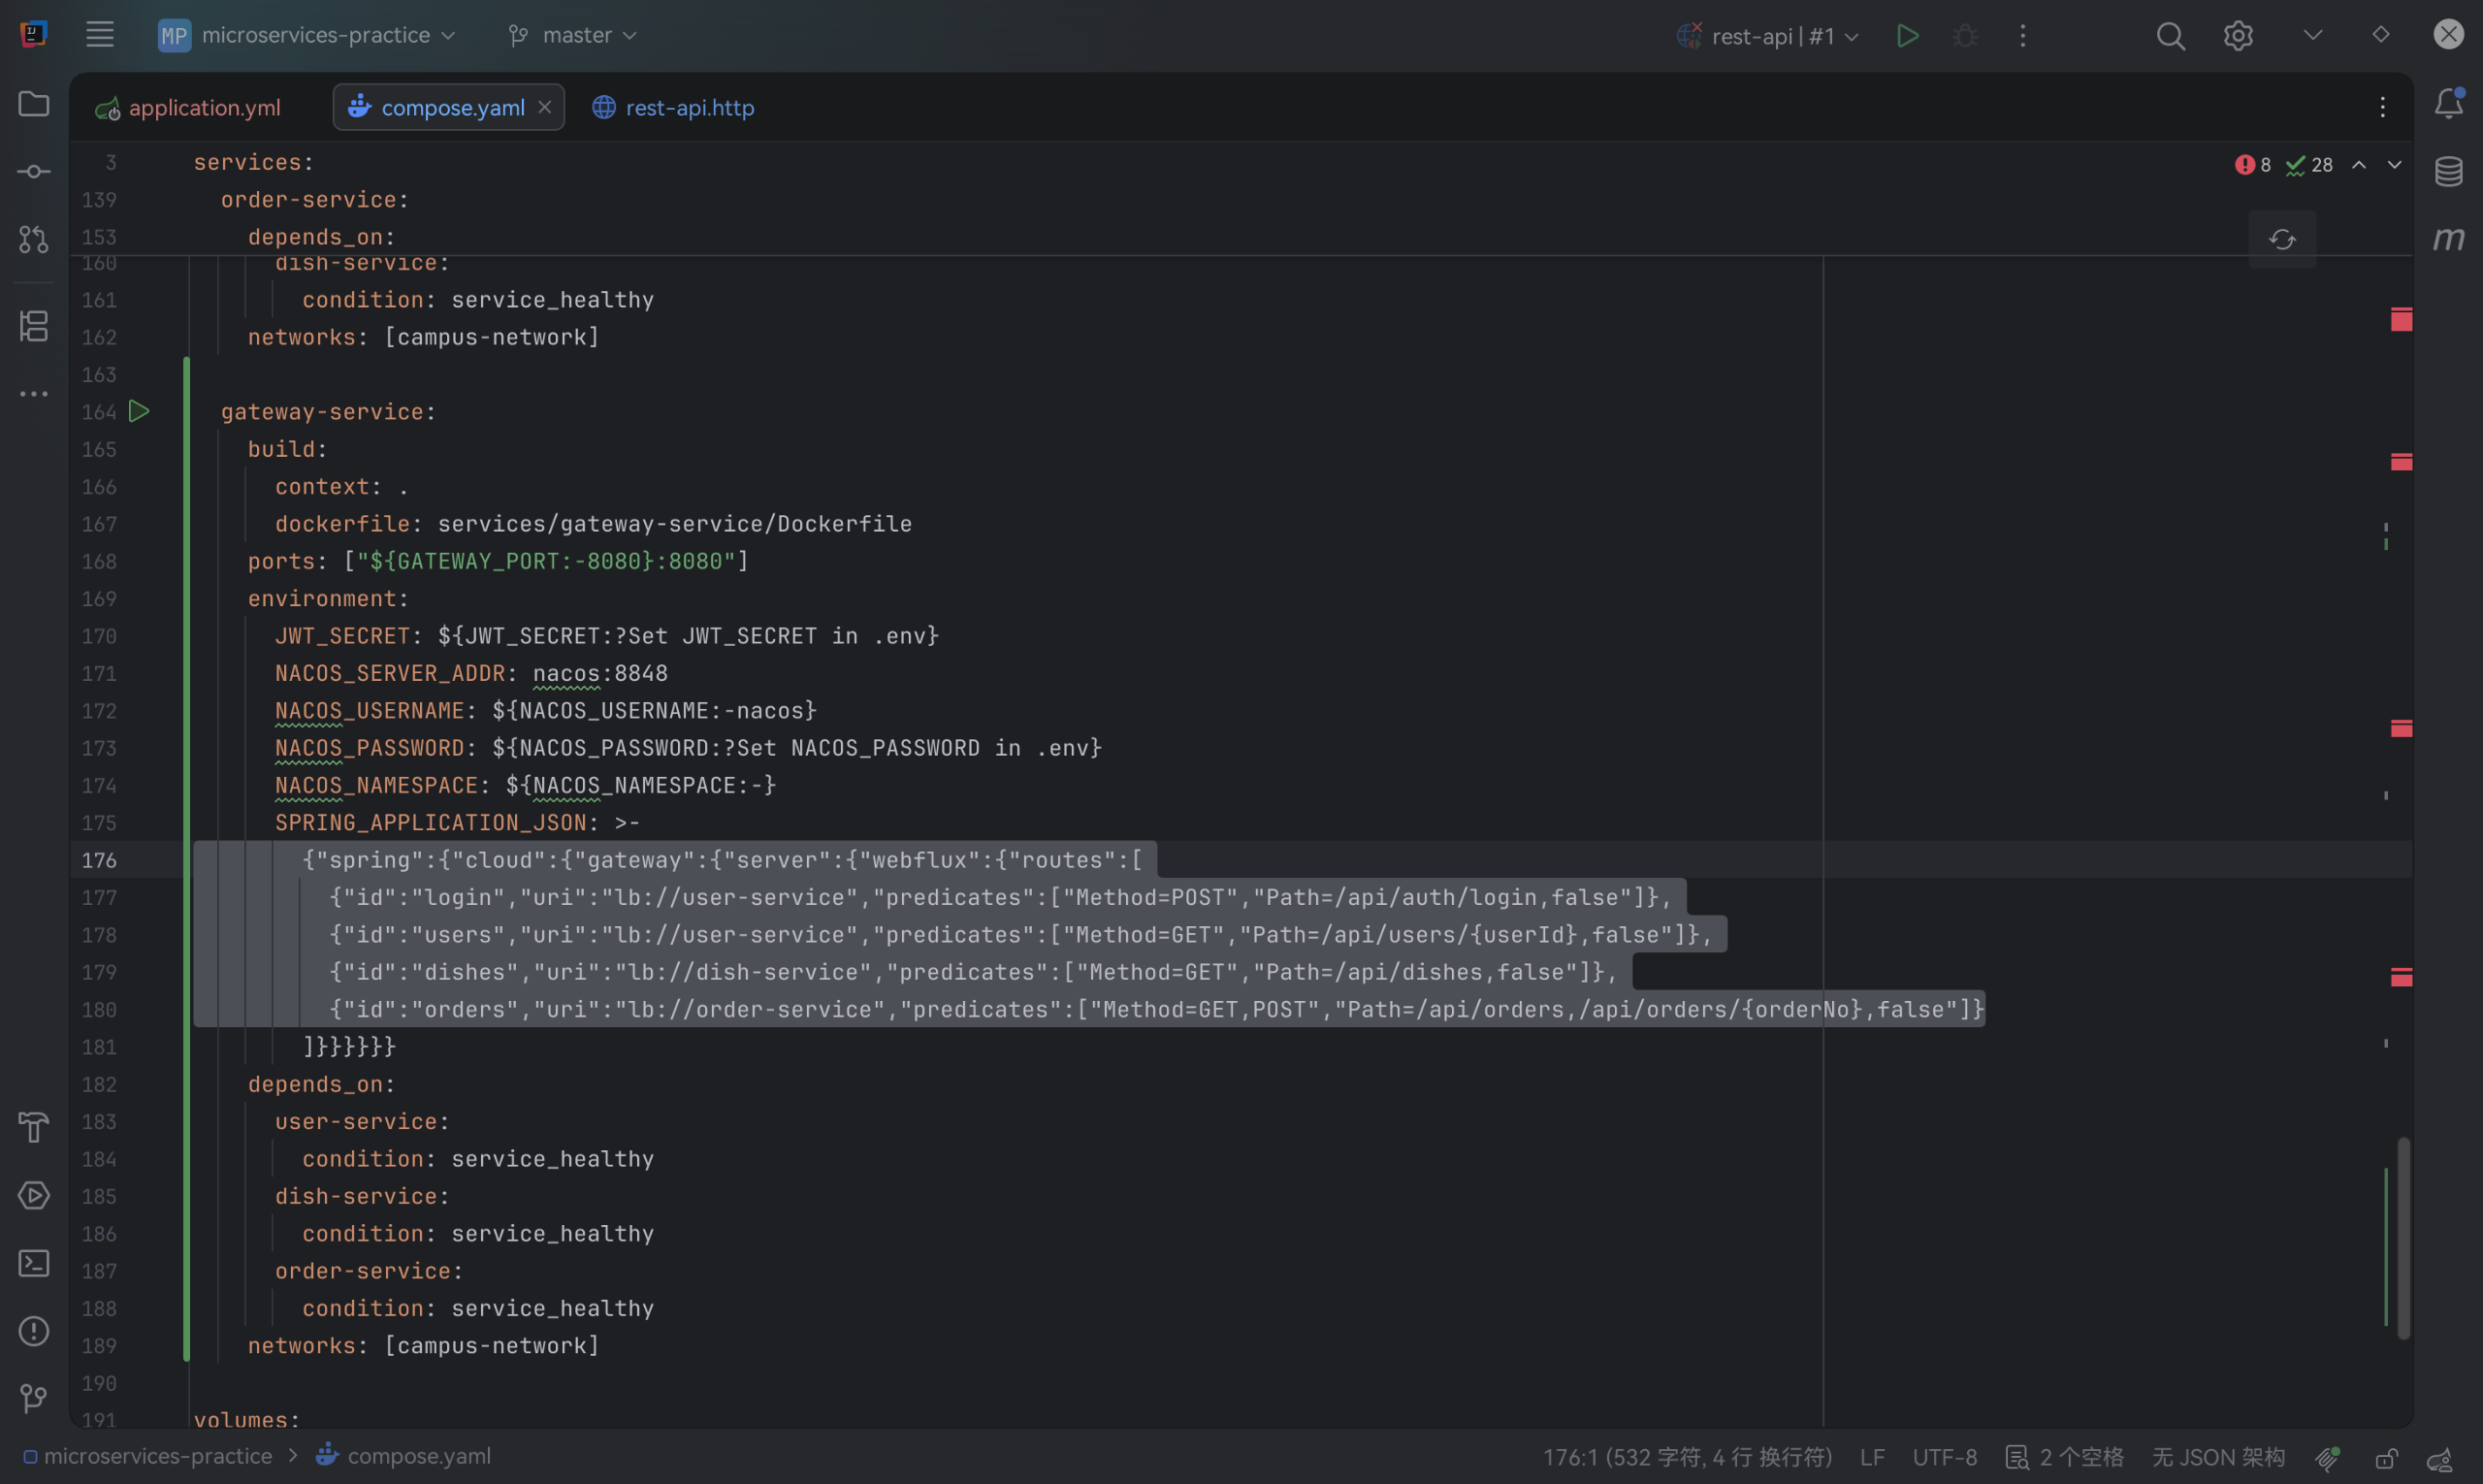 MP microservices-practice master rest-api | #1
application.yml compose.yaml rest-api.http
8 28
m
3 services:
139 order-service:
153 depends_on:
160 dish-service:
161 condition: service_healthy
162 networks: [campus-network]
163
164 gateway-service:
165 build:
166 context: .
167 dockerfile: services/gateway-service/Dockerfile
168 ports: ["${GATEWAY_PORT:-8080}:8080"]
169 environment:
170 JWT_SECRET: ${JWT_SECRET:?Set JWT_SECRET in .env}
171 NACOS_SERVER_ADDR: nacos:8848
172 NACOS_USERNAME: ${NACOS_USERNAME:-nacos}
173 NACOS_PASSWORD: ${NACOS_PASSWORD:?Set NACOS_PASSWORD in .env}
174 NACOS_NAMESPACE: ${NACOS_NAMESPACE:-}
175 SPRING_APPLICATION_JSON: >-
176 {"spring":{"cloud":{"gateway":{"server":{"webflux":{"routes":[
177 {"id":"login","uri":"lb://user-service","predicates":["Method=POST","Path=/api/auth/login,false"]},
178 {"id":"users","uri":"lb://user-service","predicates":["Method=GET","Path=/api/users/{userId},false"]},
179 {"id":"dishes","uri":"lb://dish-service","predicates":["Method=GET","Path=/api/dishes,false"]},
180 {"id":"orders","uri":"lb://order-service","predicates":["Method=GET,POST","Path=/api/orders,/api/orders/{orderNo},false"]}
181 ]}}}}}}
182 depends_on:
183 user-service:
184 condition: service_healthy
185 dish-service:
186 condition: service_healthy
187 order-service:
188 condition: service_healthy
189 networks: [campus-network]
190
191 volumes:
microservices-practice > compose.yaml 176:1 (532 字符, 4 行 换行符) LF UTF-8 2 个空格 无 JSON 架构